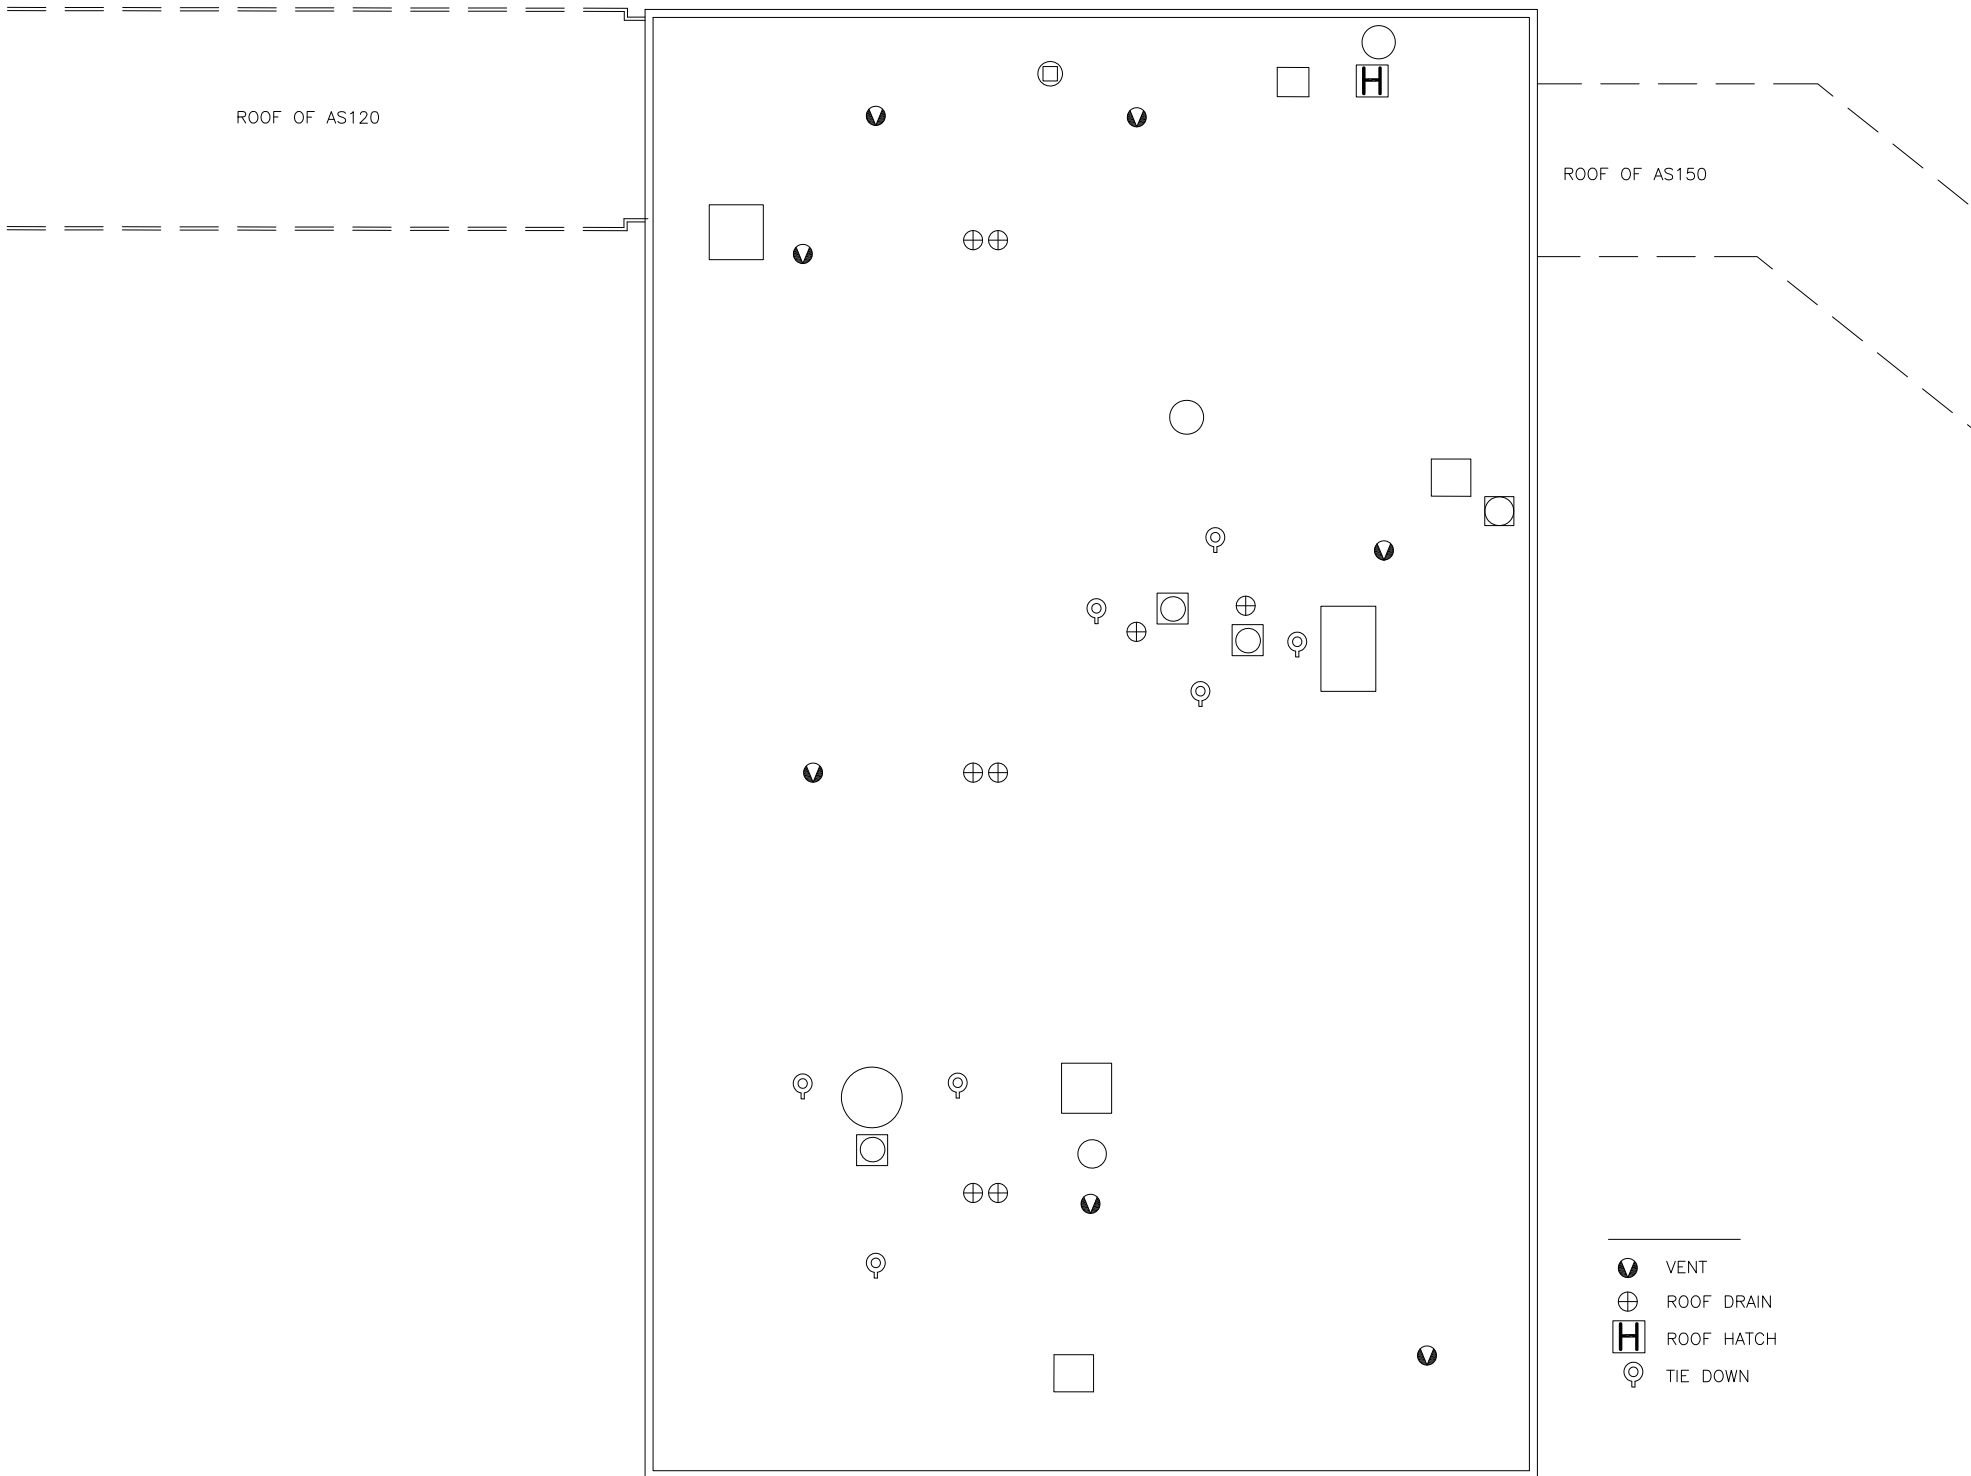 ROOF OF AS120
H
ROOF OF AS150
VENT
ROOF DRAIN
H ROOF HATCH
TIE DOWN